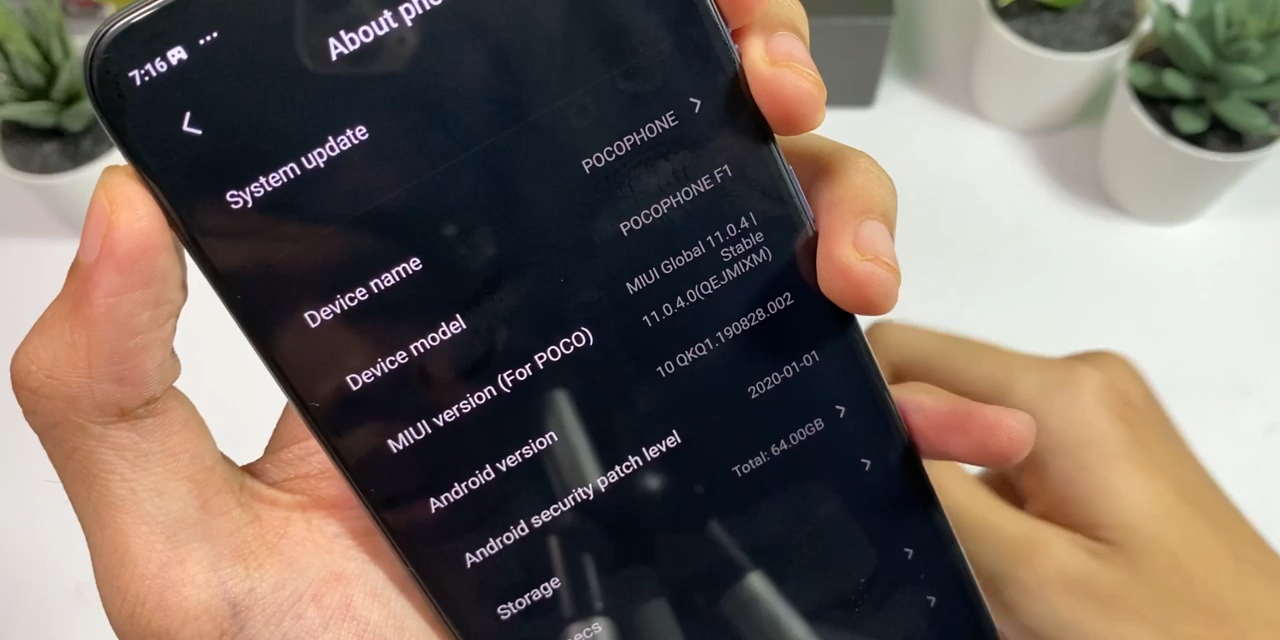 7:16
About pho
System update
Device name
POCOPHONE
Device model
POCOPHONE F1
MIUI version (For POCO)
MIUI Global 11.0.4 |
Stable
11.0.4.0(QEJMIXM)
Android version
10 QKQ1.190828.002
Android security patch level
2020-01-01
Storage
Total: 64.00GB
ecs